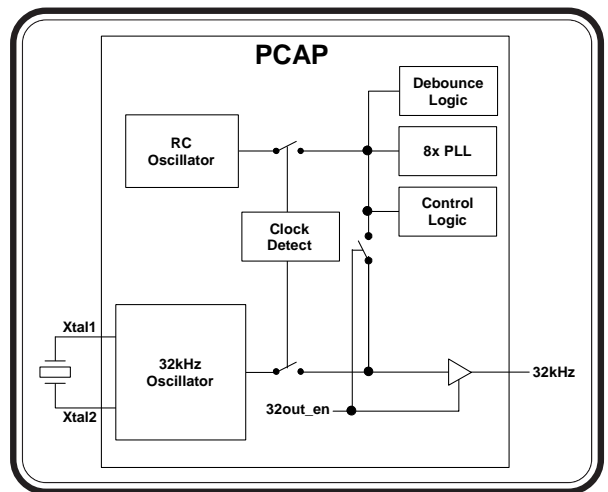 PCAP
Debounce
Logic
RC
Oscillator
8x PLL
Control
Logic
Clock
Detect
Xtal1
32kHz
Oscillator
32kHz
Xtal2
32out_en